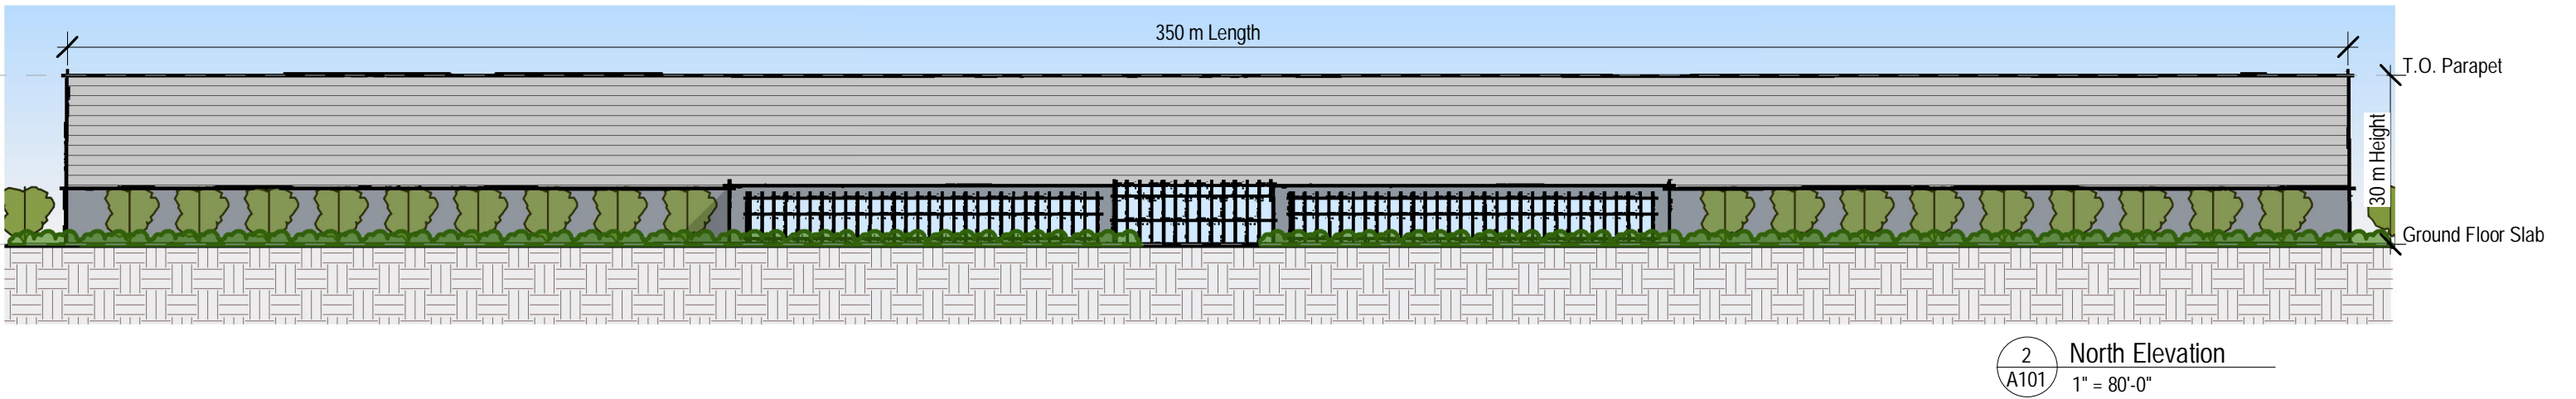 350 m Length
T.O. Parapet
30 m Height
Ground Floor Slab
2
North Elevation
A101
1" = 80'-0"